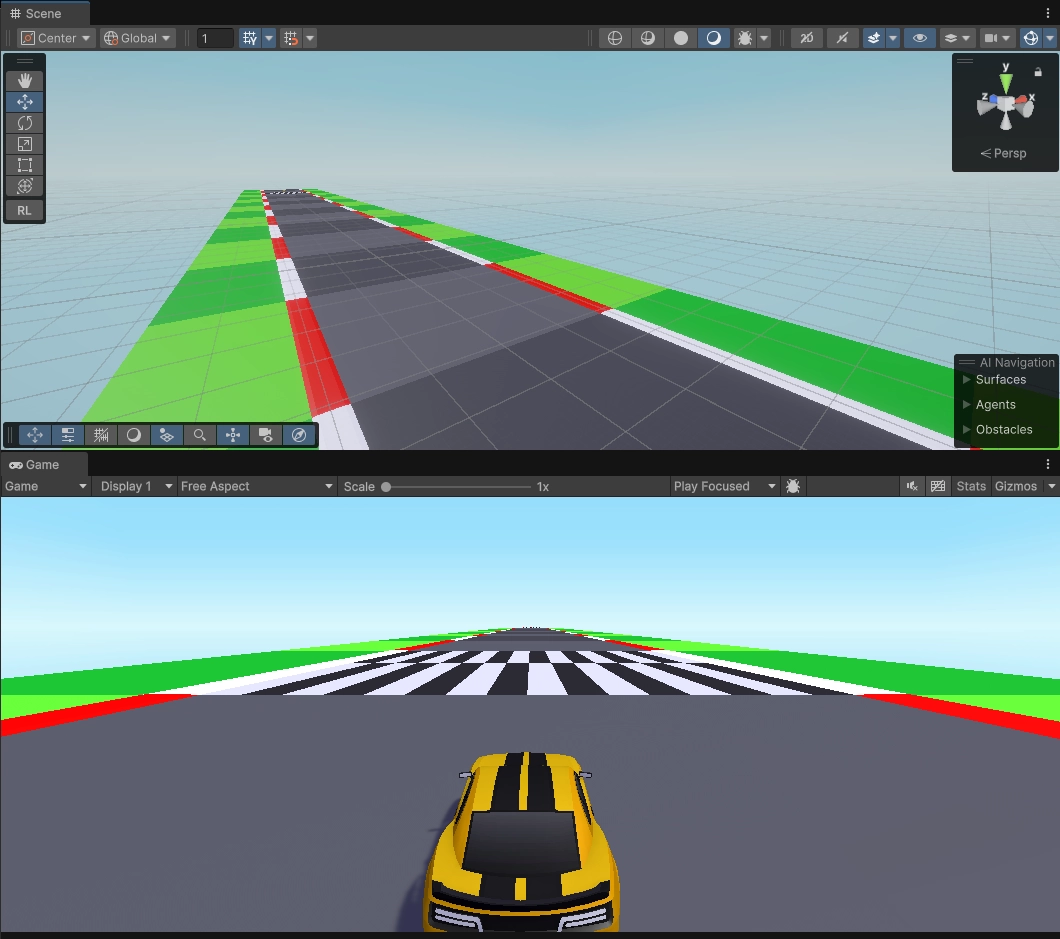 Scene
Center Global 1 2D
y
z x
Persp
RL
AI Navigation
Surfaces
Agents
Obstacles
Game
Game Display 1 Free Aspect Scale 1x Play Focused Stats Gizmos